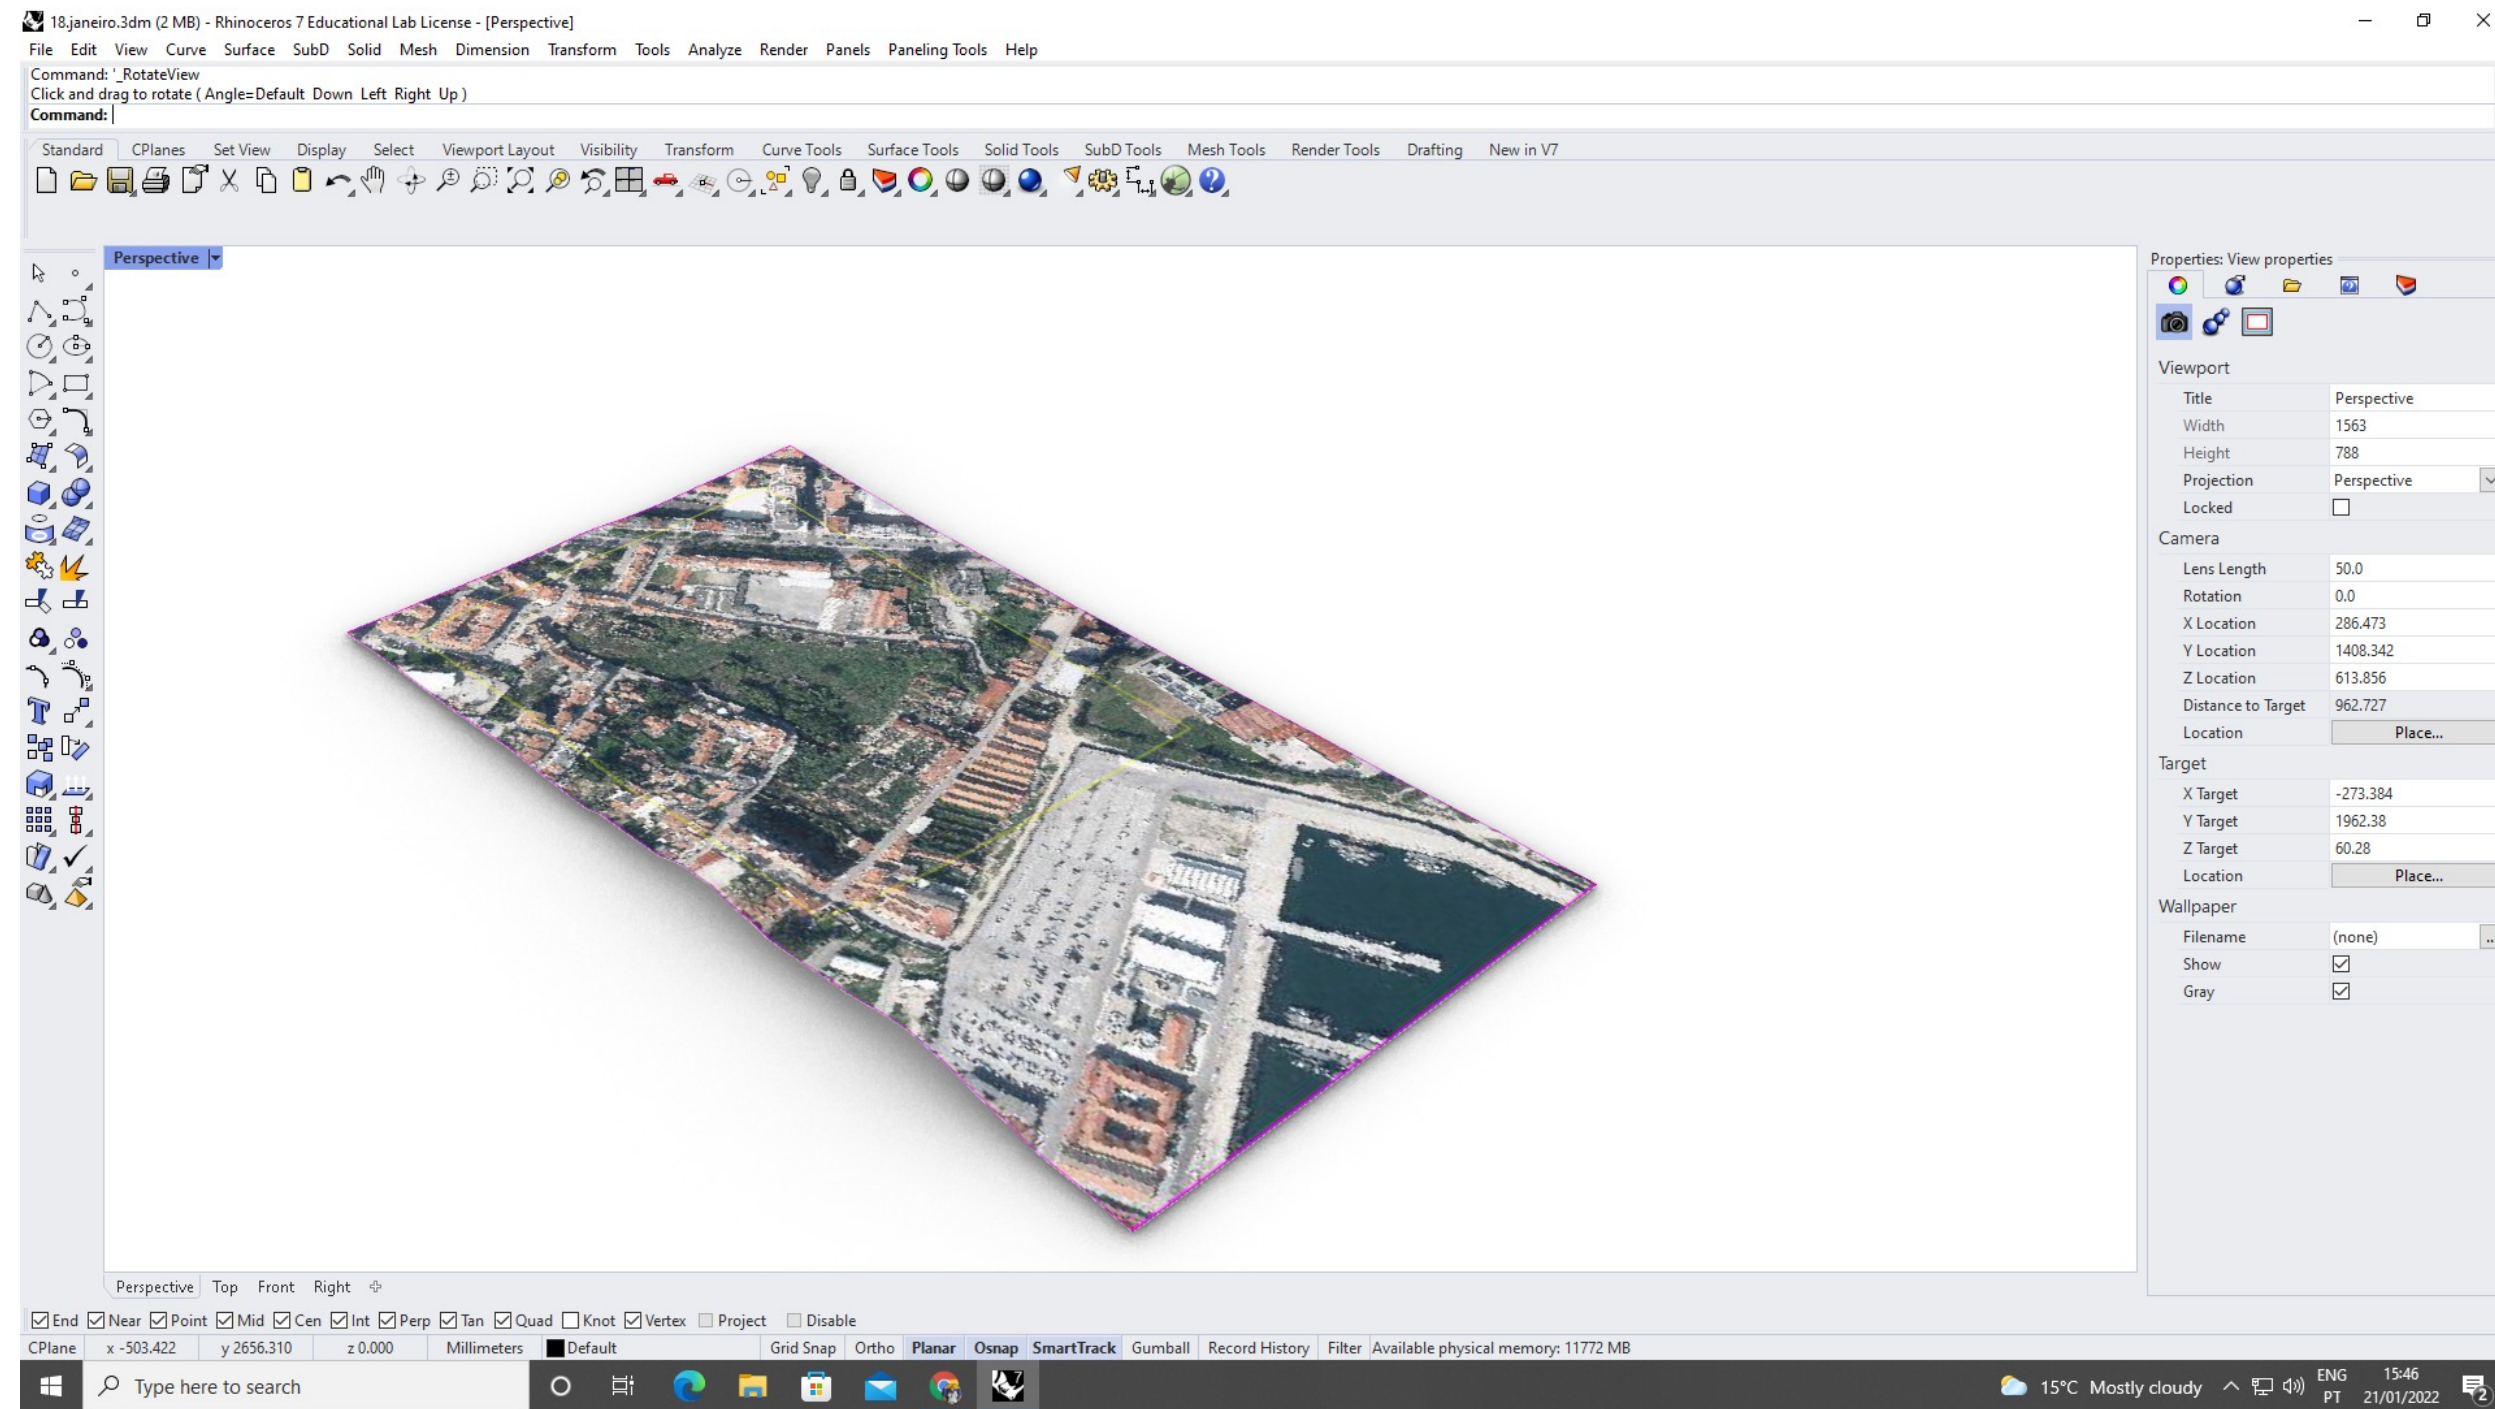 18.janeiro.3dm (2 MB) - Rhinoceros 7 Educational Lab License - [Perspective]
File Edit View Curve Surface SubD Solid Mesh Dimension Transform Tools Analyze Render Panels Paneling Tools Help
Command: '_RotateView
Click and drag to rotate ( Angle=Default Down Left Right Up )
Command:
Standard CPlanes Set View Display Select Viewport Layout Visibility Transform Curve Tools Surface Tools Solid Tools SubD Tools Mesh Tools Render Tools Drafting New in V7
Perspective
Properties: View properties
Viewport
Title Perspective
Width 1563
Height 788
Projection Perspective
Locked
Camera
Lens Length 50.0
Rotation 0.0
X Location 286.473
Y Location 1408.342
Z Location 613.856
Distance to Target 962.727
Location Place...
Target
X Target -273.384
Y Target 1962.38
Z Target 60.28
Location Place...
Wallpaper
Filename (none) ..
Show
Gray
Perspective Top Front Right
End Near Point Mid Cen Int Perp Tan Quad Knot Vertex Project Disable
CPlane x -503.422 y 2656.310 z 0.000 Millimeters Default Grid Snap Ortho Planar Osnap SmartTrack Gumball Record History Filter Available physical memory: 11772 MB
Type here to search
7
15°C Mostly cloudy
ENG 15:46
PT 21/01/2022
2